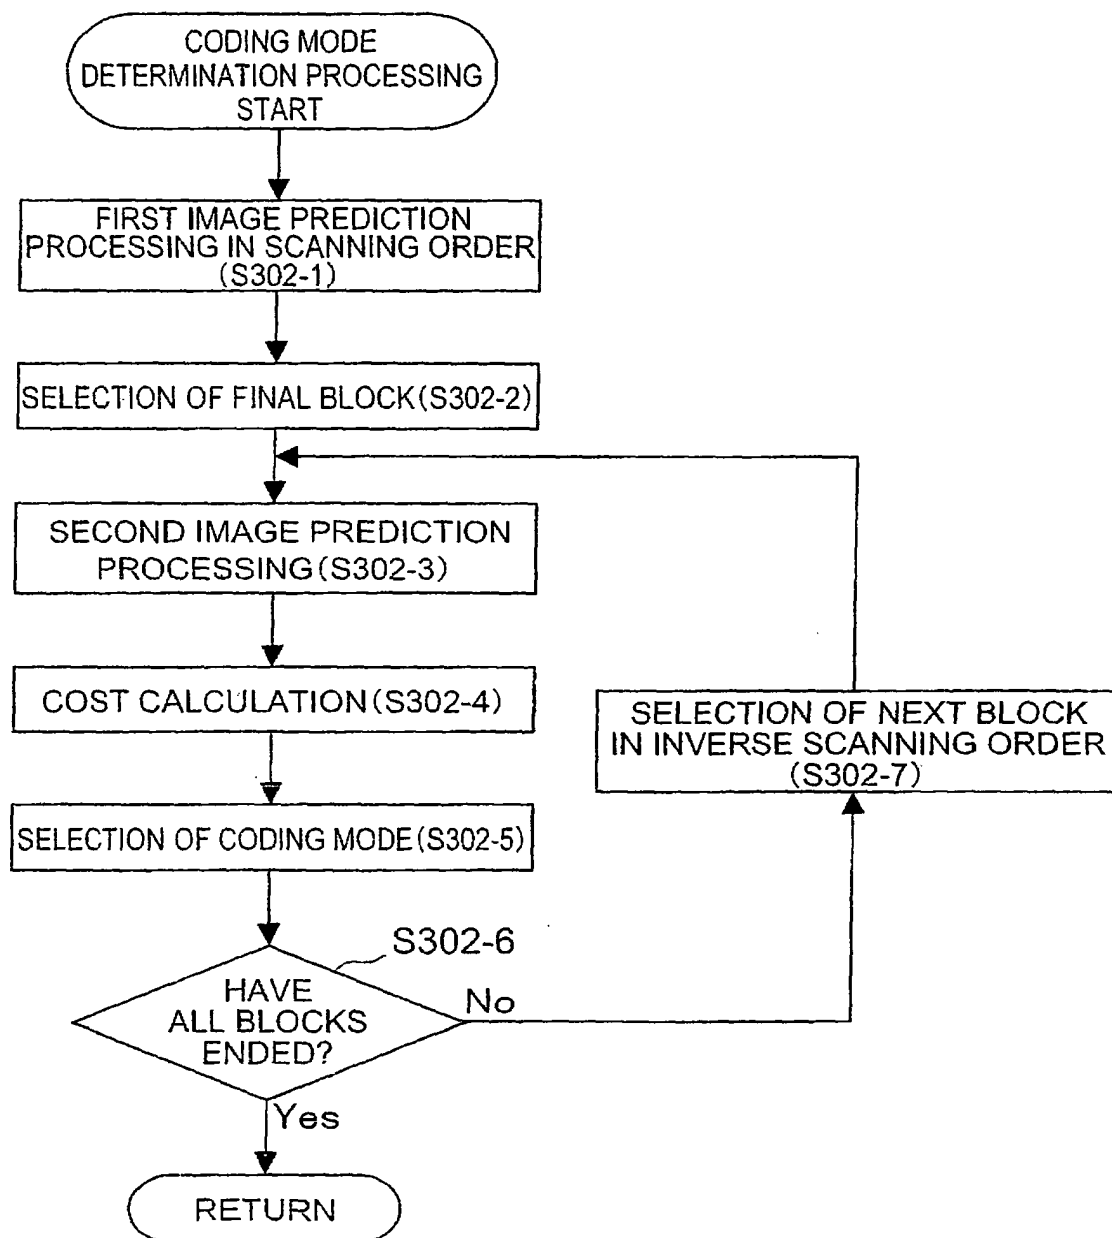 CODING MODE
DETERMINATION PROCESSING
START
FIRST IMAGE PREDICTION
PROCESSING IN SCANNING ORDER
(S302-1)
SELECTION OF FINAL BLOCK(S302-2)
SECOND IMAGE PREDICTION
PROCESSING(S302-3)
COST CALCULATION(S302-4)
SELECTION OF NEXT BLOCK
IN INVERSE SCANNING ORDER
(S302-7)
SELECTION OF CODING MODE(S302-5)
S302-6
HAVE
ALL BLOCKS
ENDED?
No
Yes
RETURN